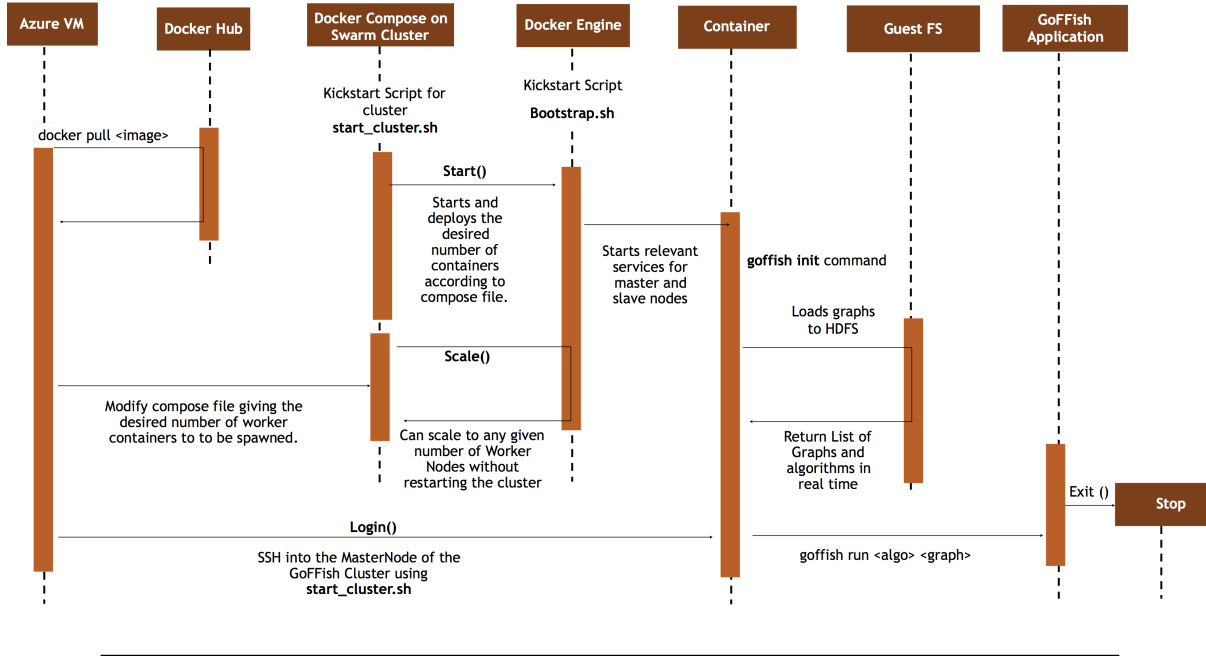 Azure VM
Docker Hub
Docker Compose on
Swarm Cluster
Docker Engine
Container
Guest FS
GoFFish
Application
Kickstart Script for
cluster
start_cluster.sh
Kickstart Script
Bootstrap.sh
docker pull <image>
Start()
Starts and
deploys the
desired
number of
containers
according to
compose file.
Starts relevant
services for
master and
slave nodes
goffish init command
Loads graphs
to HDFS
Scale()
Modify compose file giving the
desired number of worker
containers to to be spawned.
Can scale to any given
number of Worker
Nodes without
restarting the cluster
Return List of
Graphs and
algorithms in
real time
Exit ()
Stop
Login()
SSH into the MasterNode of the
GoFFish Cluster using
start_cluster.sh
goffish run <algo> <graph>